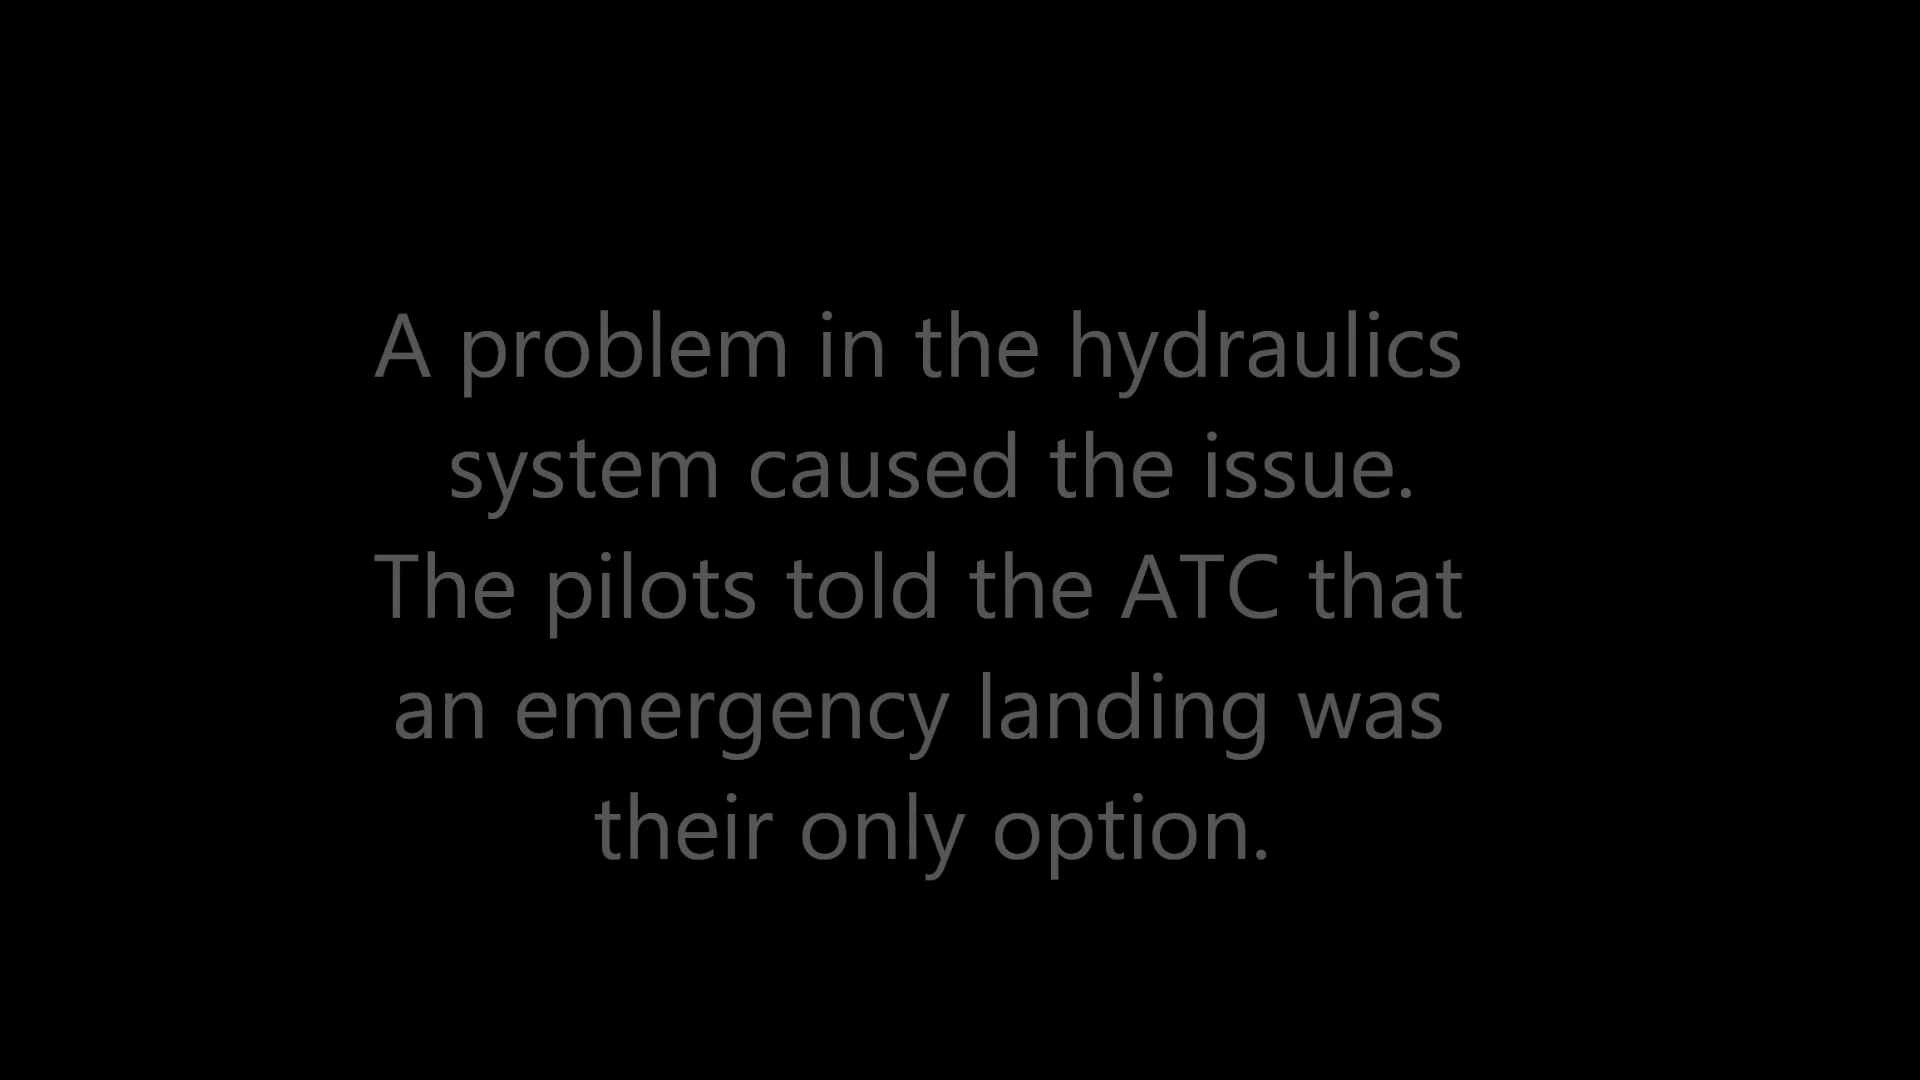 A problem in the hydraulics
system caused the issue.
The pilots told the ATC that
an emergency landing was
their only option.